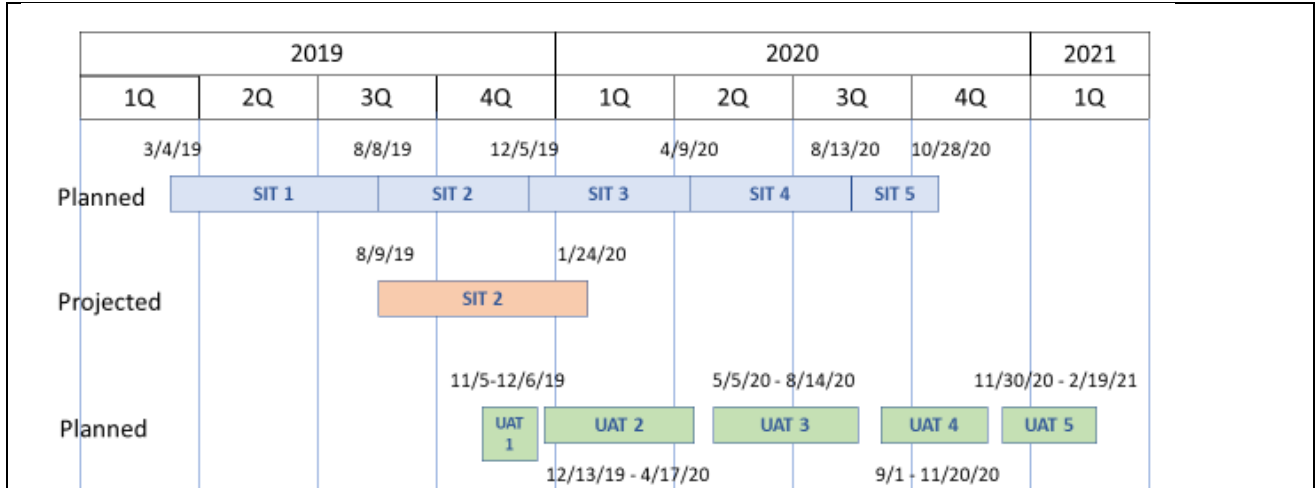 2019 2020 2021
1Q 2Q 3Q 4Q 1Q 2Q 3Q 4Q 1Q
3/4/19 8/8/19 12/5/19 4/9/20 8/13/20 10/28/20
Planned SIT 1 SIT 2 SIT 3 SIT 4 SIT 5
8/9/19 1/24/20
Projected SIT 2
11/5-12/6/19 5/5/20 - 8/14/20 11/30/20 - 2/19/21
Planned UAT 1 UAT 2 UAT 3 UAT 4 UAT 5
12/13/19 - 4/17/20 9/1 - 11/20/20